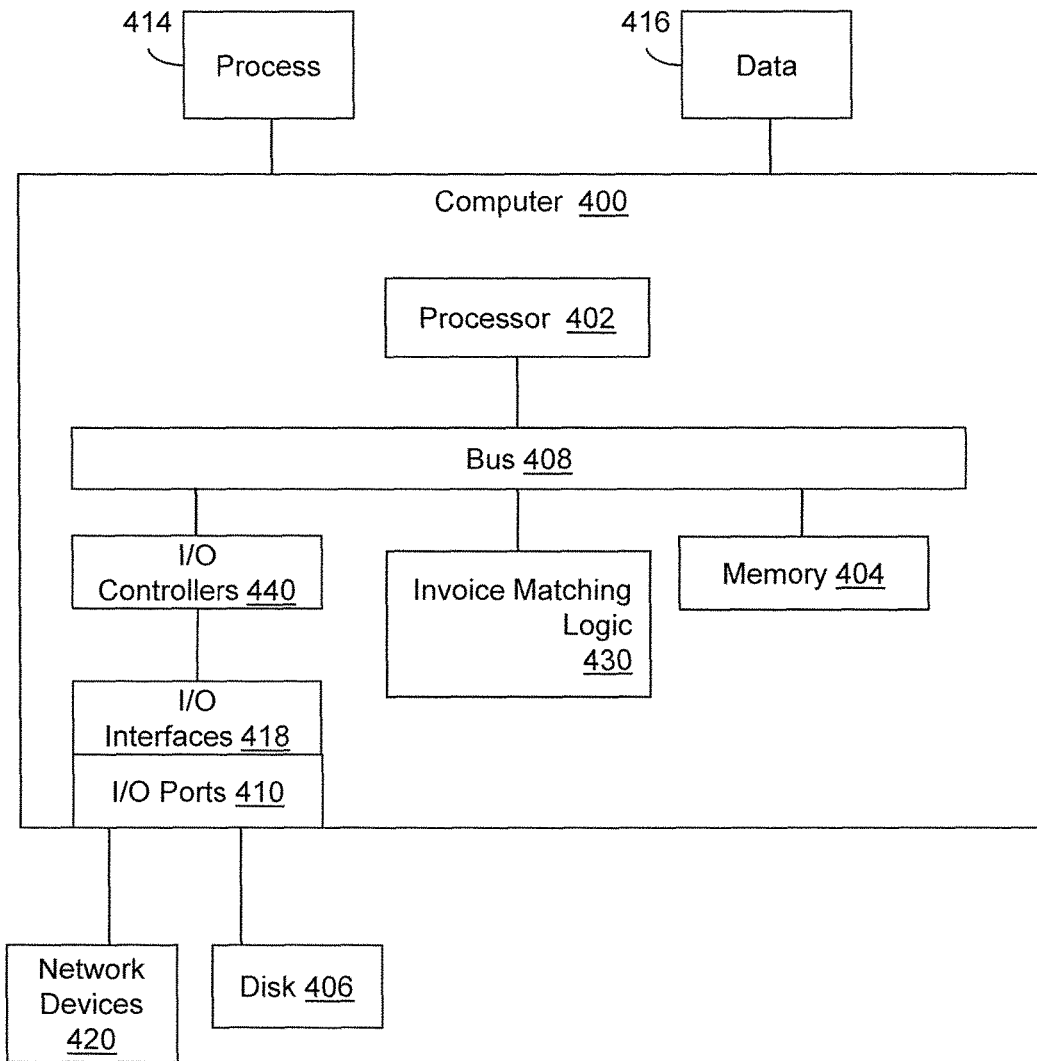 414
Process
416
Data
Computer 400
Processor 402
Bus 408
I/O
Controllers 440
Invoice Matching
Logic
430
Memory 404
I/O
Interfaces 418
I/O Ports 410
Network
Devices
420
Disk 406